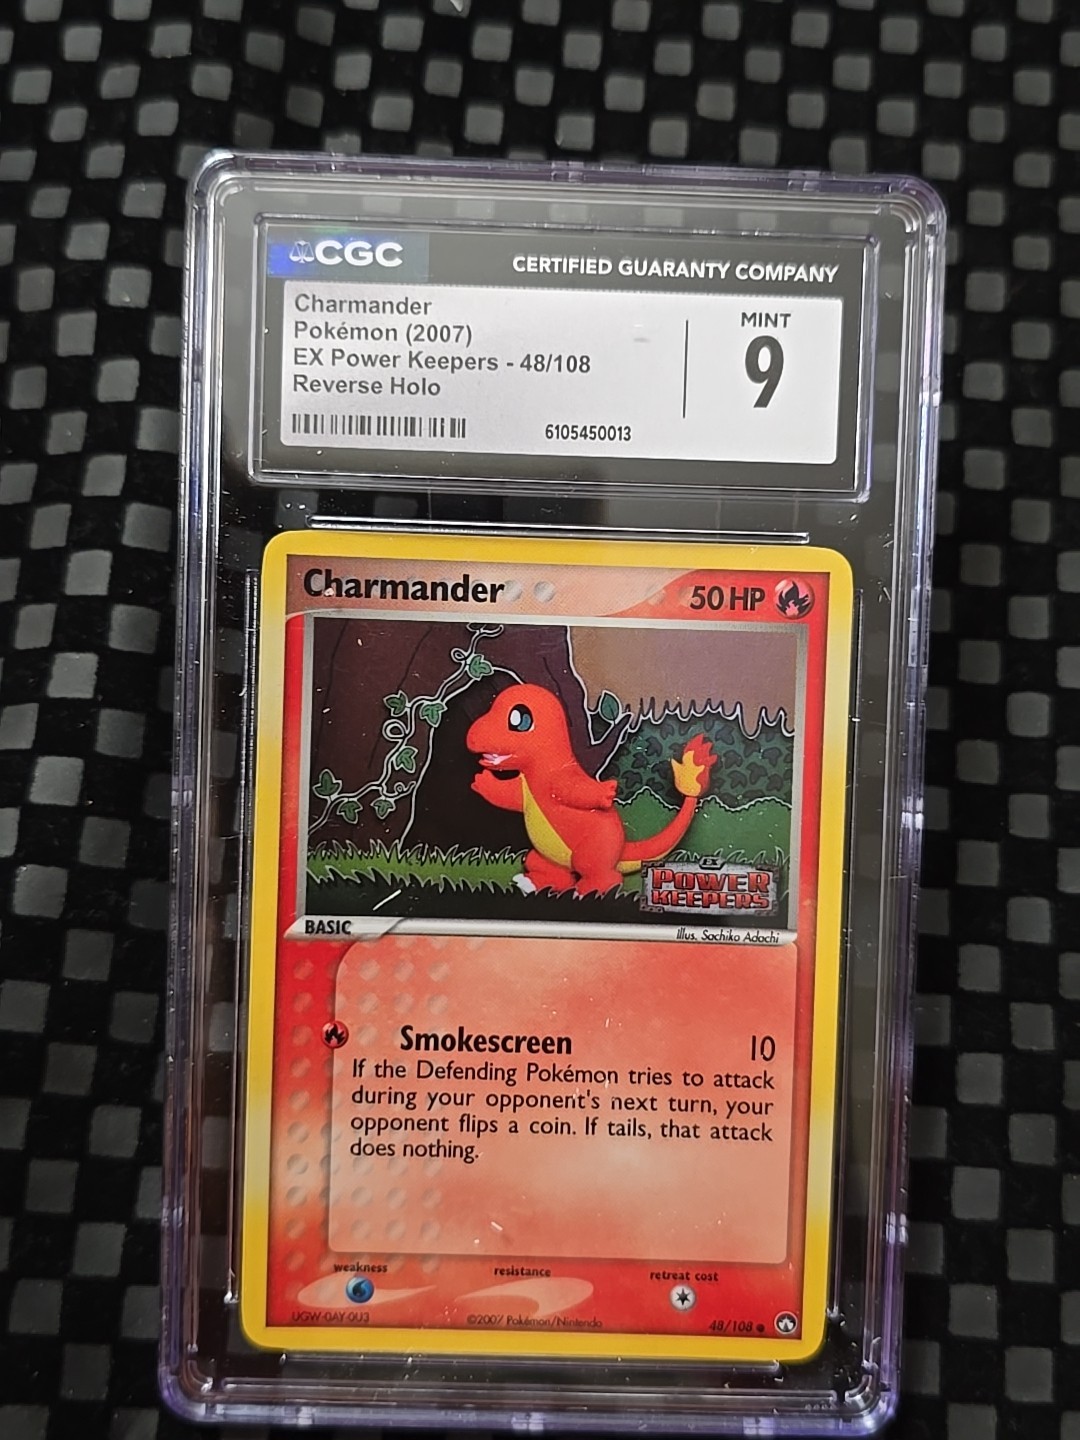 CGC
CERTIFIED GUARANTY COMPANY
Charmander
Pokémon (2007)
EX Power Keepers - 48/108
Reverse Holo
6105450013
MINT
9
Charmander
50 HP
EX
POWER
KEEPERS
BASIC
Illus. Sachiko Adachi
Smokescreen 10
If the Defending Pokémon tries to attack
during your opponent's next turn, your
opponent flips a coin. If tails, that attack
does nothing.
weakness
resistance
retreat cost
UGW-0AY-0U3
©2007 Pokémon/Nintendo
48/108